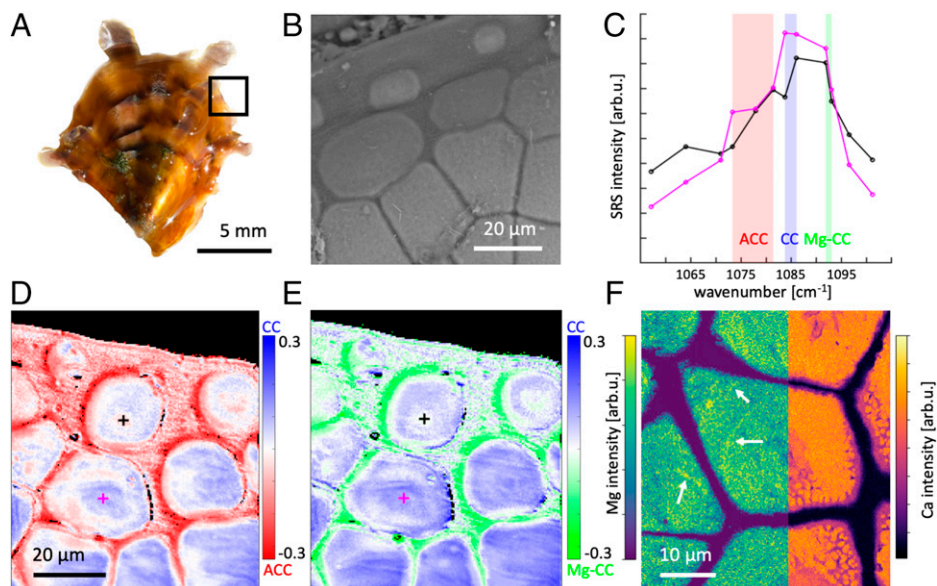 A
5 mm
B
20 µm
C
SRS intensity [arb.u.]
ACC
CC
Mg-CC
1065
1075
1085
1095
wavenumber [cm⁻¹]
D
CC
0.3
-0.3
ACC
20 µm
E
CC
0.3
-0.3
Mg-CC
F
Mg intensity [arb.u.]
Ca intensity [arb.u.]
10 µm